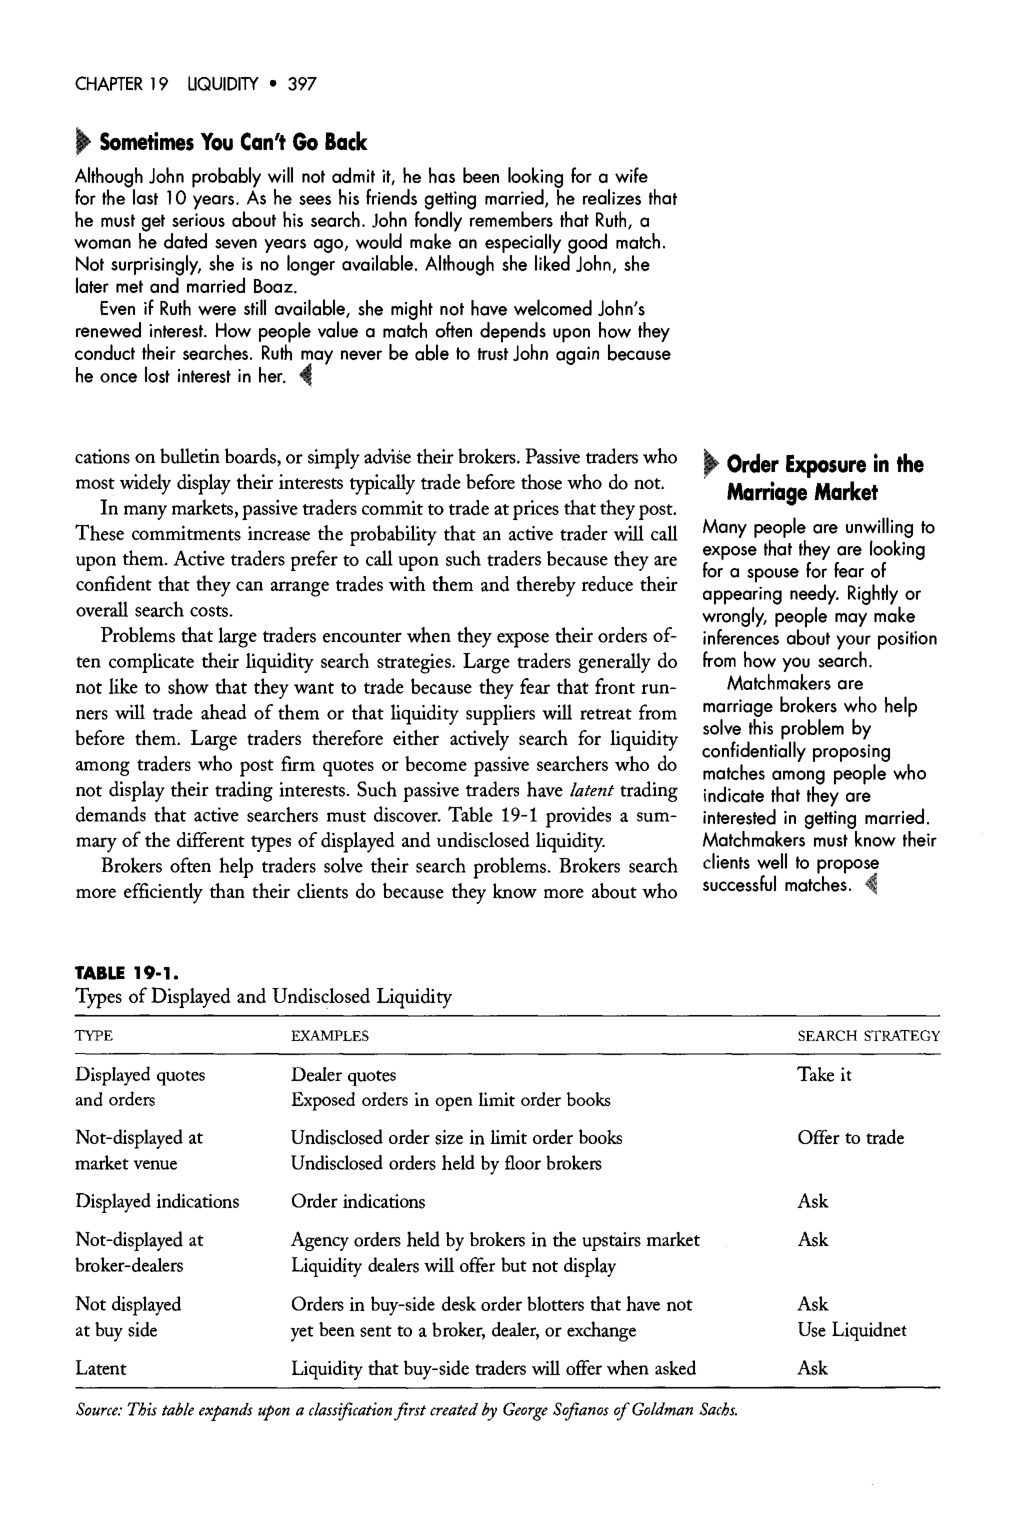 CHAPTER 19 LIQUIDITY • 397
Sometimes You Can't Go Back
Although John probably will not admit it, he has been looking for a wife
for the last 10 years. As he sees his friends getting married, he realizes that
he must get serious about his search. John fondly remembers that Ruth, a
woman he dated seven years ago, would make an especially good match.
Not surprisingly, she is no longer available. Although she liked John, she
later met and married Boaz.
Even if Ruth were still available, she might not have welcomed John's
renewed interest. How people value a match often depends upon how they
conduct their searches. Ruth may never be able to trust John again because
he once lost interest in her.
cations on bulletin boards, or simply advise their brokers. Passive traders who
most widely display their interests typically trade before those who do not.
In many markets, passive traders commit to trade at prices that they post.
These commitments increase the probability that an active trader will call
upon them. Active traders prefer to call upon such traders because they are
confident that they can arrange trades with them and thereby reduce their
overall search costs.
Problems that large traders encounter when they expose their orders of-
ten complicate their liquidity search strategies. Large traders generally do
not like to show that they want to trade because they fear that front run-
ners will trade ahead of them or that liquidity suppliers will retreat from
before them. Large traders therefore either actively search for liquidity
among traders who post firm quotes or become passive searchers who do
not display their trading interests. Such passive traders have latent trading
demands that active searchers must discover. Table 19-1 provides a sum-
mary of the different types of displayed and undisclosed liquidity.
Brokers often help traders solve their search problems. Brokers search
more efficiently than their clients do because they know more about who
Order Exposure in the
Marriage Market
Many people are unwilling to
expose that they are looking
for a spouse for fear of
appearing needy. Rightly or
wrongly, people may make
inferences about your position
from how you search.
Matchmakers are
marriage brokers who help
solve this problem by
confidentially proposing
matches among people who
indicate that they are
interested in getting married.
Matchmakers must know their
clients well to propose
successful matches.
TABLE 19-1.
Types of Displayed and Undisclosed Liquidity
TYPE EXAMPLES SEARCH STRATEGY
Displayed quotes Dealer quotes Take it
and orders Exposed orders in open limit order books
Not-displayed at Undisclosed order size in limit order books Offer to trade
market venue Undisclosed orders held by floor brokers
Displayed indications Order indications Ask
Not-displayed at Agency orders held by brokers in the upstairs market Ask
broker-dealers Liquidity dealers will offer but not display
Not displayed Orders in buy-side desk order blotters that have not Ask
at buy side yet been sent to a broker, dealer, or exchange Use Liquidnet
Latent Liquidity that buy-side traders will offer when asked Ask
Source: This table expands upon a classification first created by George Sofianos of Goldman Sachs.